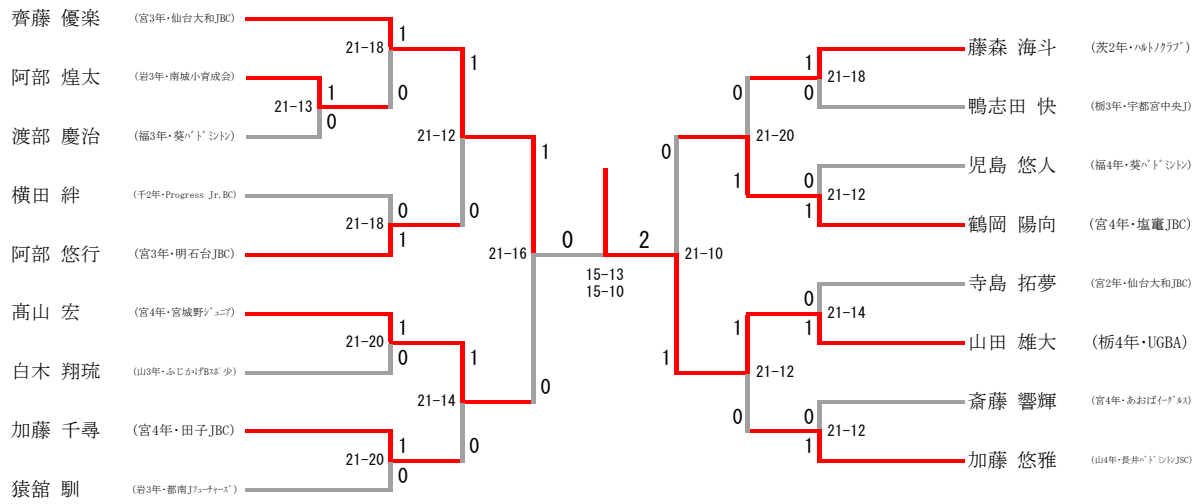 齊藤 優楽 (宮3年・仙台大和JBC)
阿部 煌太 (岩3年・南城小育成会)
渡部 慶治 (福3年・葵ﾊﾞﾄﾞﾐﾝﾄﾝ)
横田 絆 (千2年・Progress Jr.BC)
阿部 悠行 (宮3年・明石台JBC)
髙山 宏 (宮4年・宮城野ｼﾞｭﾆｱ)
白木 翔琉 (山3年・ふじかげBｽﾎﾟ少)
加藤 千尋 (宮4年・田子JBC)
猿舘 馴 (岩3年・都南Jﾌｭｰﾁｬｰｽﾞ)
21-18
1
0
21-13
1
0
21-12
1
0
21-18
0
1
21-16
1
0
21-20
1
0
21-14
1
0
21-20
1
0
0
2
15-13
15-10
21-10
0
1
21-20
0
1
21-18
1
0
21-12
0
1
21-12
1
0
21-14
0
1
21-12
0
1
藤森 海斗 (茨2年・ﾊﾙﾄﾉｸﾗﾌﾞ)
鴨志田 快 (栃3年・宇都宮中央J)
児島 悠人 (福4年・葵ﾊﾞﾄﾞﾐﾝﾄﾝ)
鶴岡 陽向 (宮4年・塩竈JBC)
寺島 拓夢 (宮2年・仙台大和JBC)
山田 雄大 (栃4年・UGBA)
斎藤 響輝 (宮4年・あおばｲｰｸﾞﾙｽ)
加藤 悠雅 (山4年・長井ﾊﾞﾄﾞﾐﾝﾄﾝJSC)